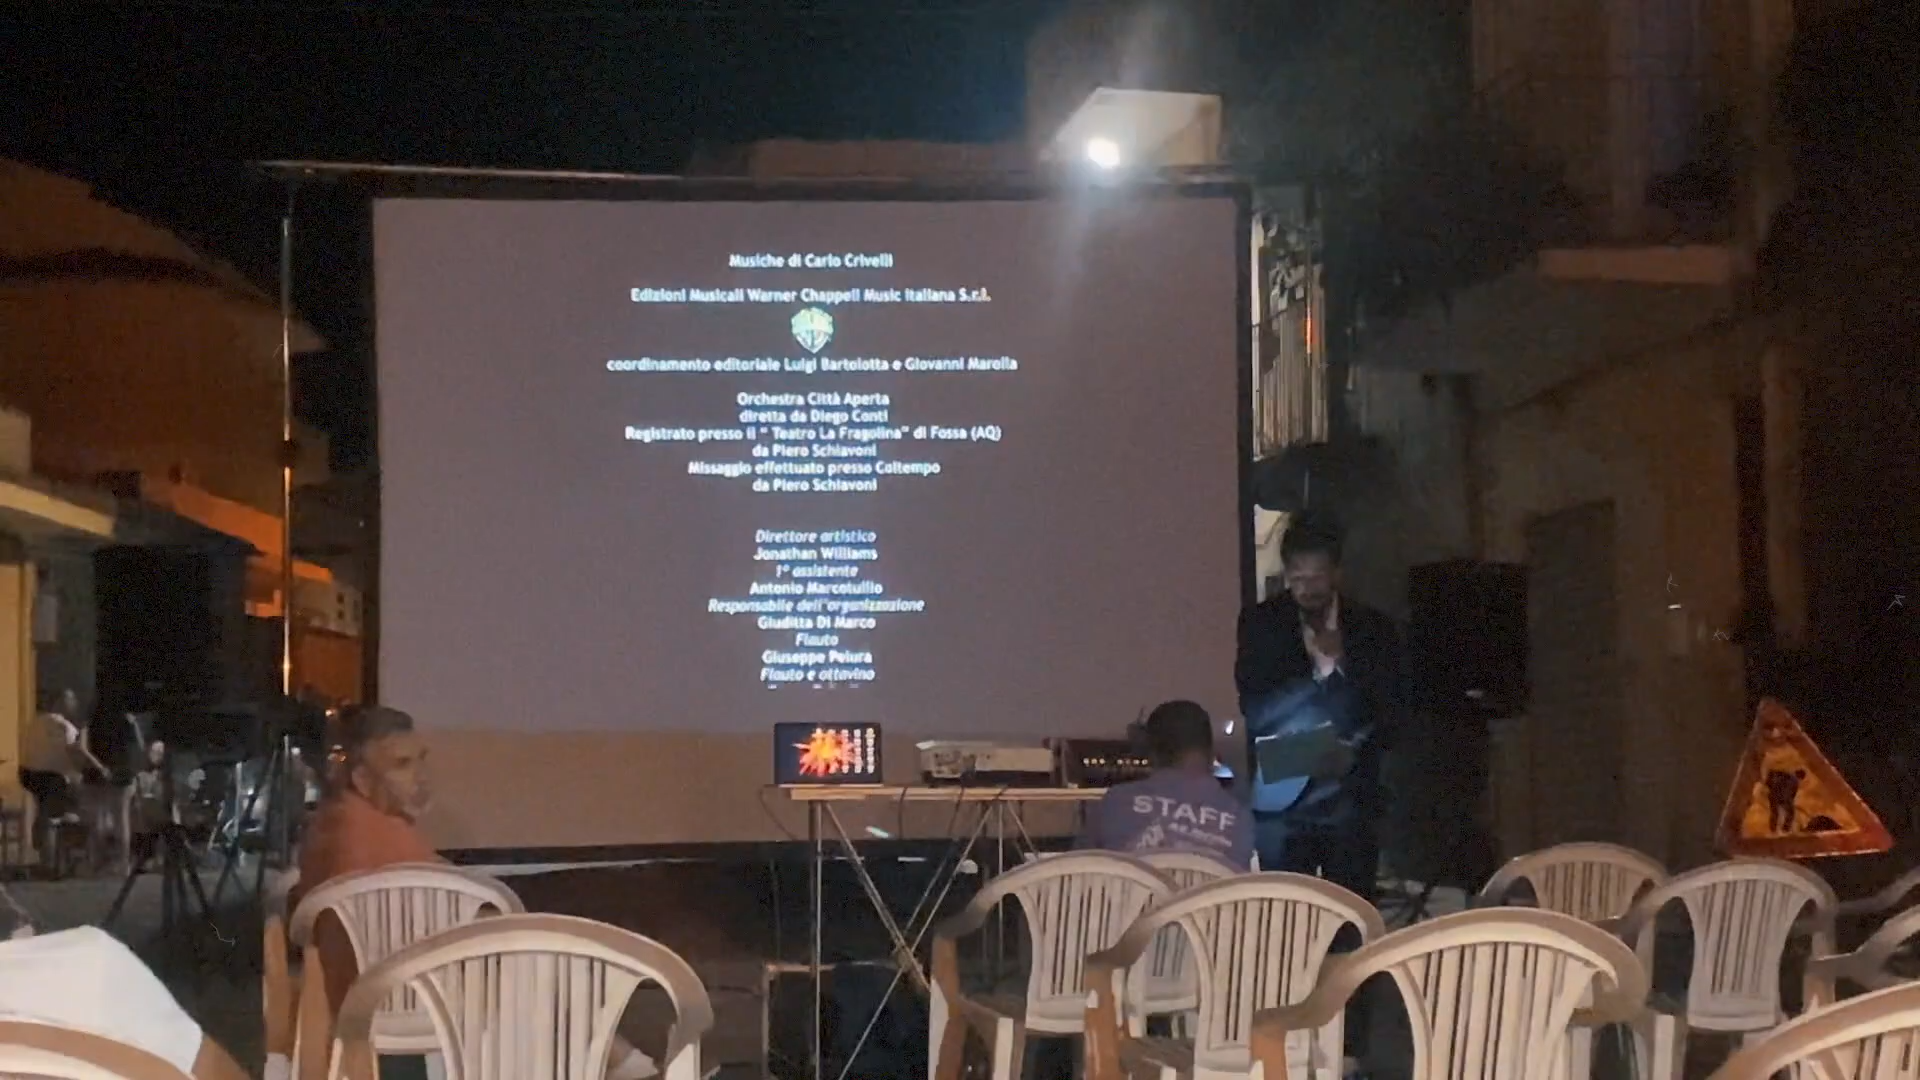 Musiche di Carlo Crivelli
Edizioni Musicali Warner Chappell Music Italiana S.r.l.
coordinamento editoriale Luigi Bartolotta e Giovanni Marolla
Orchestra Città Aperta
diretta da Diego Conti
Registrato presso il " Teatro La Fragolina" di Fossa (AQ)
da Piero Schiavoni
Missaggio effettuato presso Coltempo
da Piero Schiavoni
Direttore artistico
Jonathan Williams
1° assistente
Antonio Marcotullio
Responsabile dell'organizzazione
Giuditta Di Marco
Flauto
Giuseppe Pelura
Flauto e ottavino
STAFF